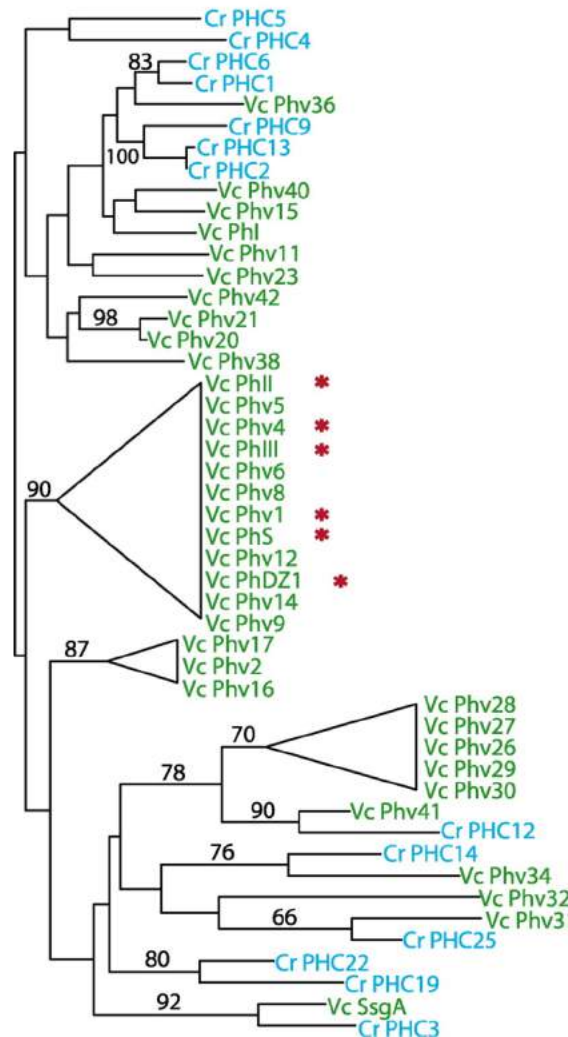 Cr PHC5
Cr PHC4
83 Cr PHC6
Cr PHC1
Vc Phv36
Cr PHC9
100 Cr PHC13
Cr PHC2
Vc Phv40
Vc Phv15
Vc PhI
Vc Phv11
Vc Phv23
Vc Phv42
98 Vc Phv21
Vc Phv20
Vc Phv38
Vc PhII *
Vc Phv5
Vc Phv4 *
Vc PhIII *
Vc Phv6
90 Vc Phv8
Vc Phv1 *
Vc PhS *
Vc Phv12
Vc PhDZ1 *
Vc Phv14
Vc Phv9
87 Vc Phv17
Vc Phv2
Vc Phv16
Vc Phv28
70 Vc Phv27
Vc Phv26
78 Vc Phv29
Vc Phv30
90 Vc Phv41
Cr PHC12
76 Cr PHC14
Vc Phv34
Vc Phv32
66 Vc Phv3
Cr PHC25
80 Cr PHC22
Cr PHC19
92 Vc SsgA
Cr PHC3